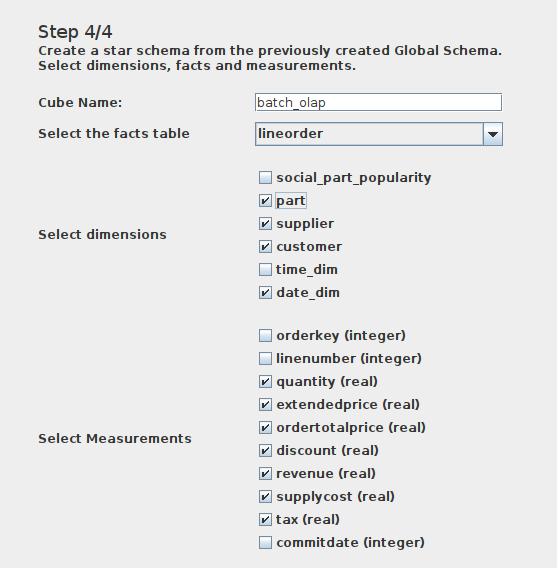 Step 4/4
Create a star schema from the previously created Global Schema.
Select dimensions, facts and measurements.
Cube Name: batch_olap
Select the facts table lineorder
social_part_popularity
part
supplier
Select dimensions
customer
time_dim
date_dim
orderkey (integer)
linenumber (integer)
quantity (real)
extendedprice (real)
ordertotalprice (real)
Select Measurements
discount (real)
revenue (real)
supplycost (real)
tax (real)
commitdate (integer)